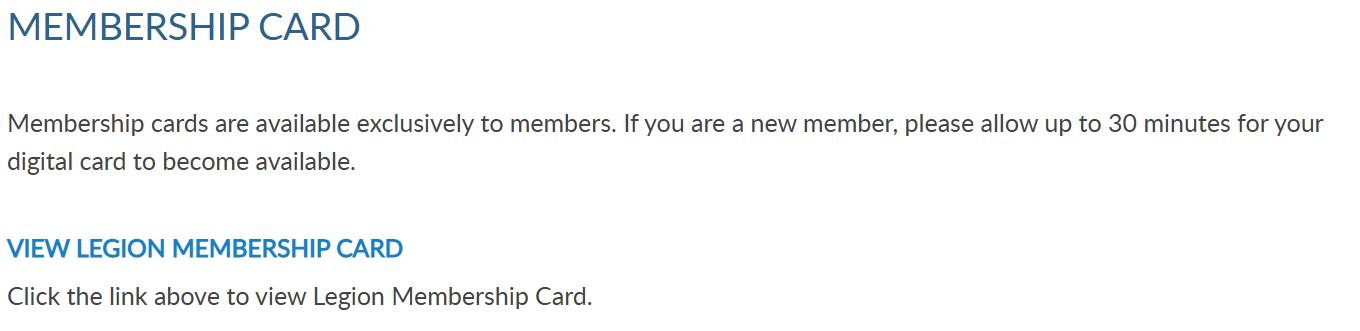 MEMBERSHIP CARD
Membership cards are available exclusively to members. If you are a new member, please allow up to 30 minutes for your
digital card to become available.
VIEW LEGION MEMBERSHIP CARD
Click the link above to view Legion Membership Card.